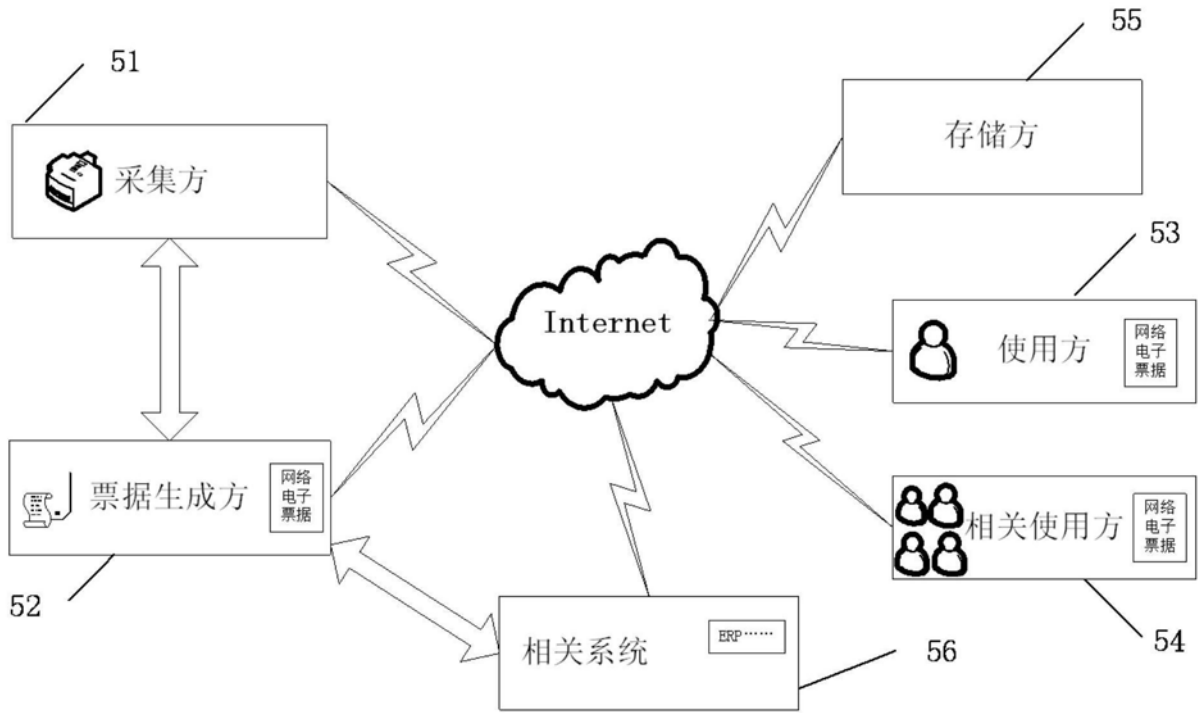 55
51
存储方
采集方
53
Internet
使用方
网络
电子
票据
票据生成方
网络
电子
票据
相关使用方
网络
电子
票据
52
相关系统
ERP……
56
54